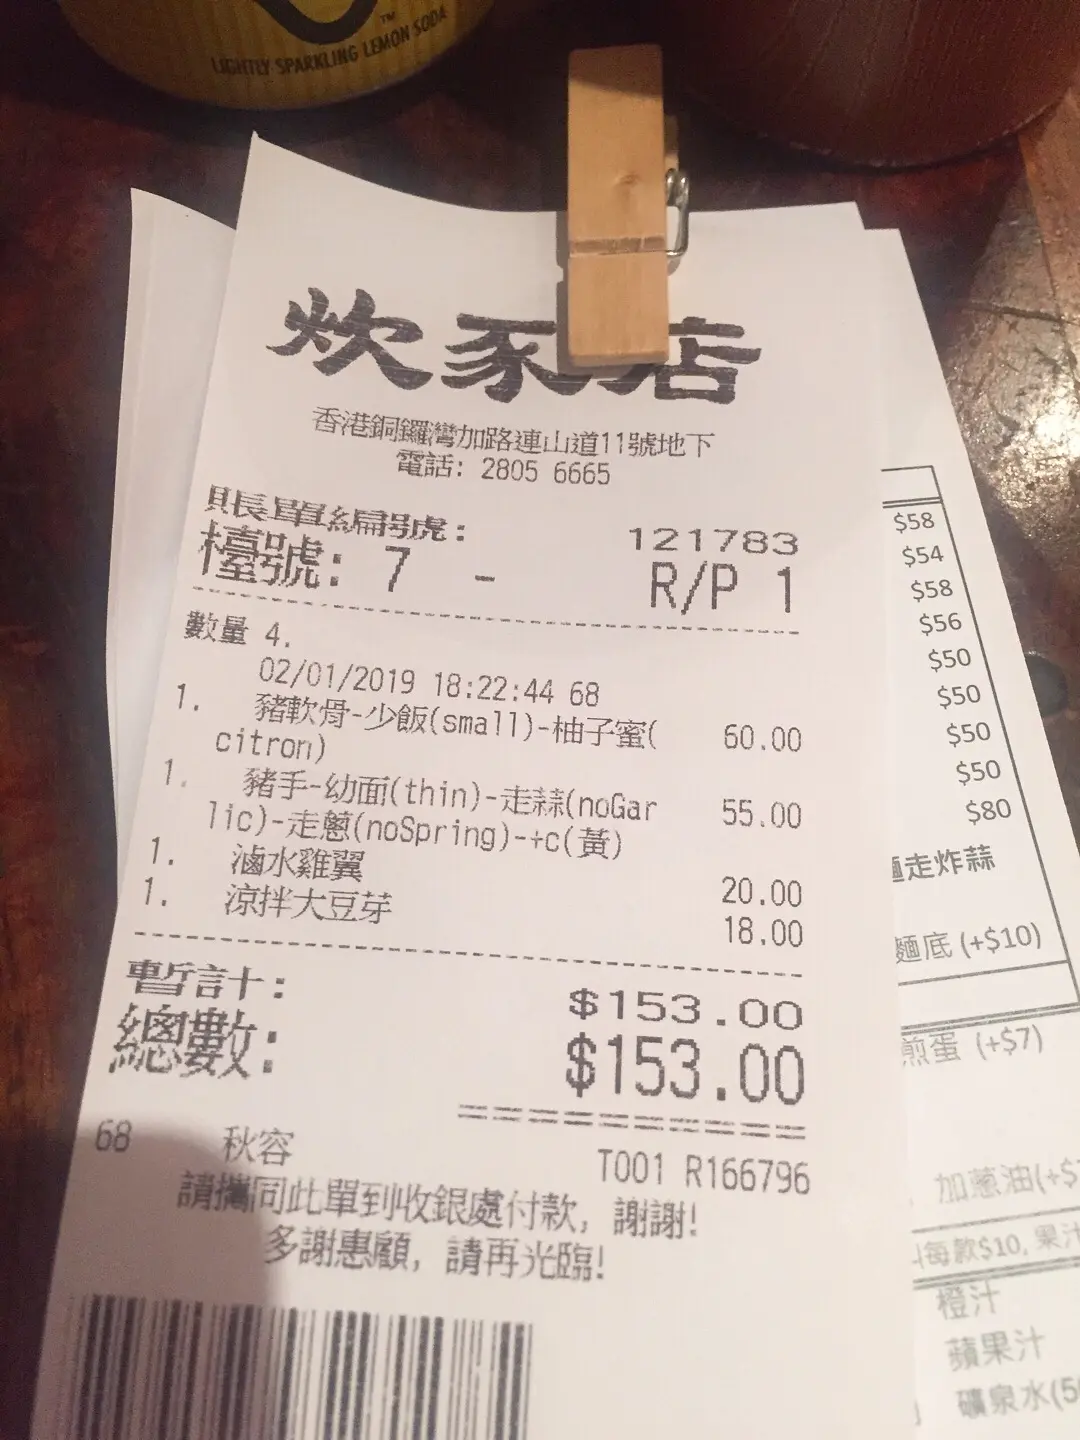 LIGHTLY SPARKLING LEMON SODA
TM
炊家店
香港銅鑼灣加路連山道11號地下
電話: 2805 6665
賬單編號: 121783
檯號: 7 - R/P 1
數量 4.
02/01/2019 18:22:44 68
1. 豬軟骨-少飯(small)-柚子蜜( 60.00
citron)
1. 豬手-幼面(thin)-走蒜(noGar 55.00
lic)-走蔥(noSpring)-+c(黃)
1. 滷水雞翼 20.00
1. 涼拌大豆芽 18.00
暫計: $153.00
總數: $153.00
68 秋容 T001 R166796
請攜同此單到收銀處付款, 謝謝!
多謝惠顧, 請再光臨!
$58
$54
$58
$56
$50
$50
$50
$50
$80
走炸蒜
麵底 (+$10)
煎蛋 (+$7)
加蔥油(+$
每款$10, 果汁
橙汁
蘋果汁
礦泉水(5